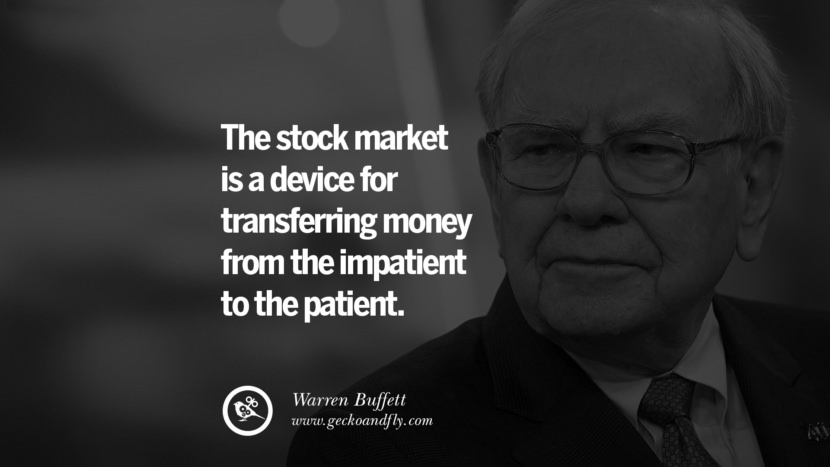 The stock market
is a device for
transferring money
from the impatient
to the patient.
Warren Buffett
www.geckoandfly.com